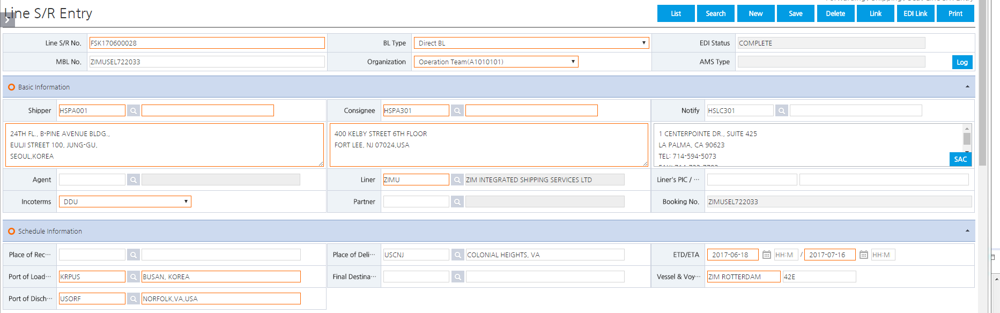 Line S/R Entry
List Search New Save Delete Link EDI Link Print
Line S/R No. FSK170600028 BL Type Direct BL EDI Status COMPLETE
MBL No. ZIMUSEL722033 Organization Operation Team(A1010101) AMS Type Log
Basic Information
Shipper HSPA001 Consignee HSPA301 Notify HSLC301
24TH FL., B-PINE AVENUE BLDG.,
EULJI STREET 100, JUNG-GU,
SEOUL,KOREA
400 KELBY STREET 6TH FLOOR
FORT LEE, NJ 07024,USA
1 CENTERPOINTE DR., SUITE 425
LA PALMA, CA 90623
TEL: 714-594-5073
SAC
Agent Liner ZIMU ZIM INTEGRATED SHIPPING SERVICES LTD Liner's PIC / ···
Incoterms DDU Partner Booking No. ZIMUSEL722033
Schedule Information
Place of Rec··· Place of Deli··· USCNJ COLONIAL HEIGHTS, VA ETD/ETA 2017-06-18 HH:M / 2017-07-16 HH:M
Port of Load··· KRPUS BUSAN, KOREA Final Destina··· Vessel & Voy··· ZIM ROTTERDAM 42E
Port of Disch··· USORF NORFOLK,VA,USA